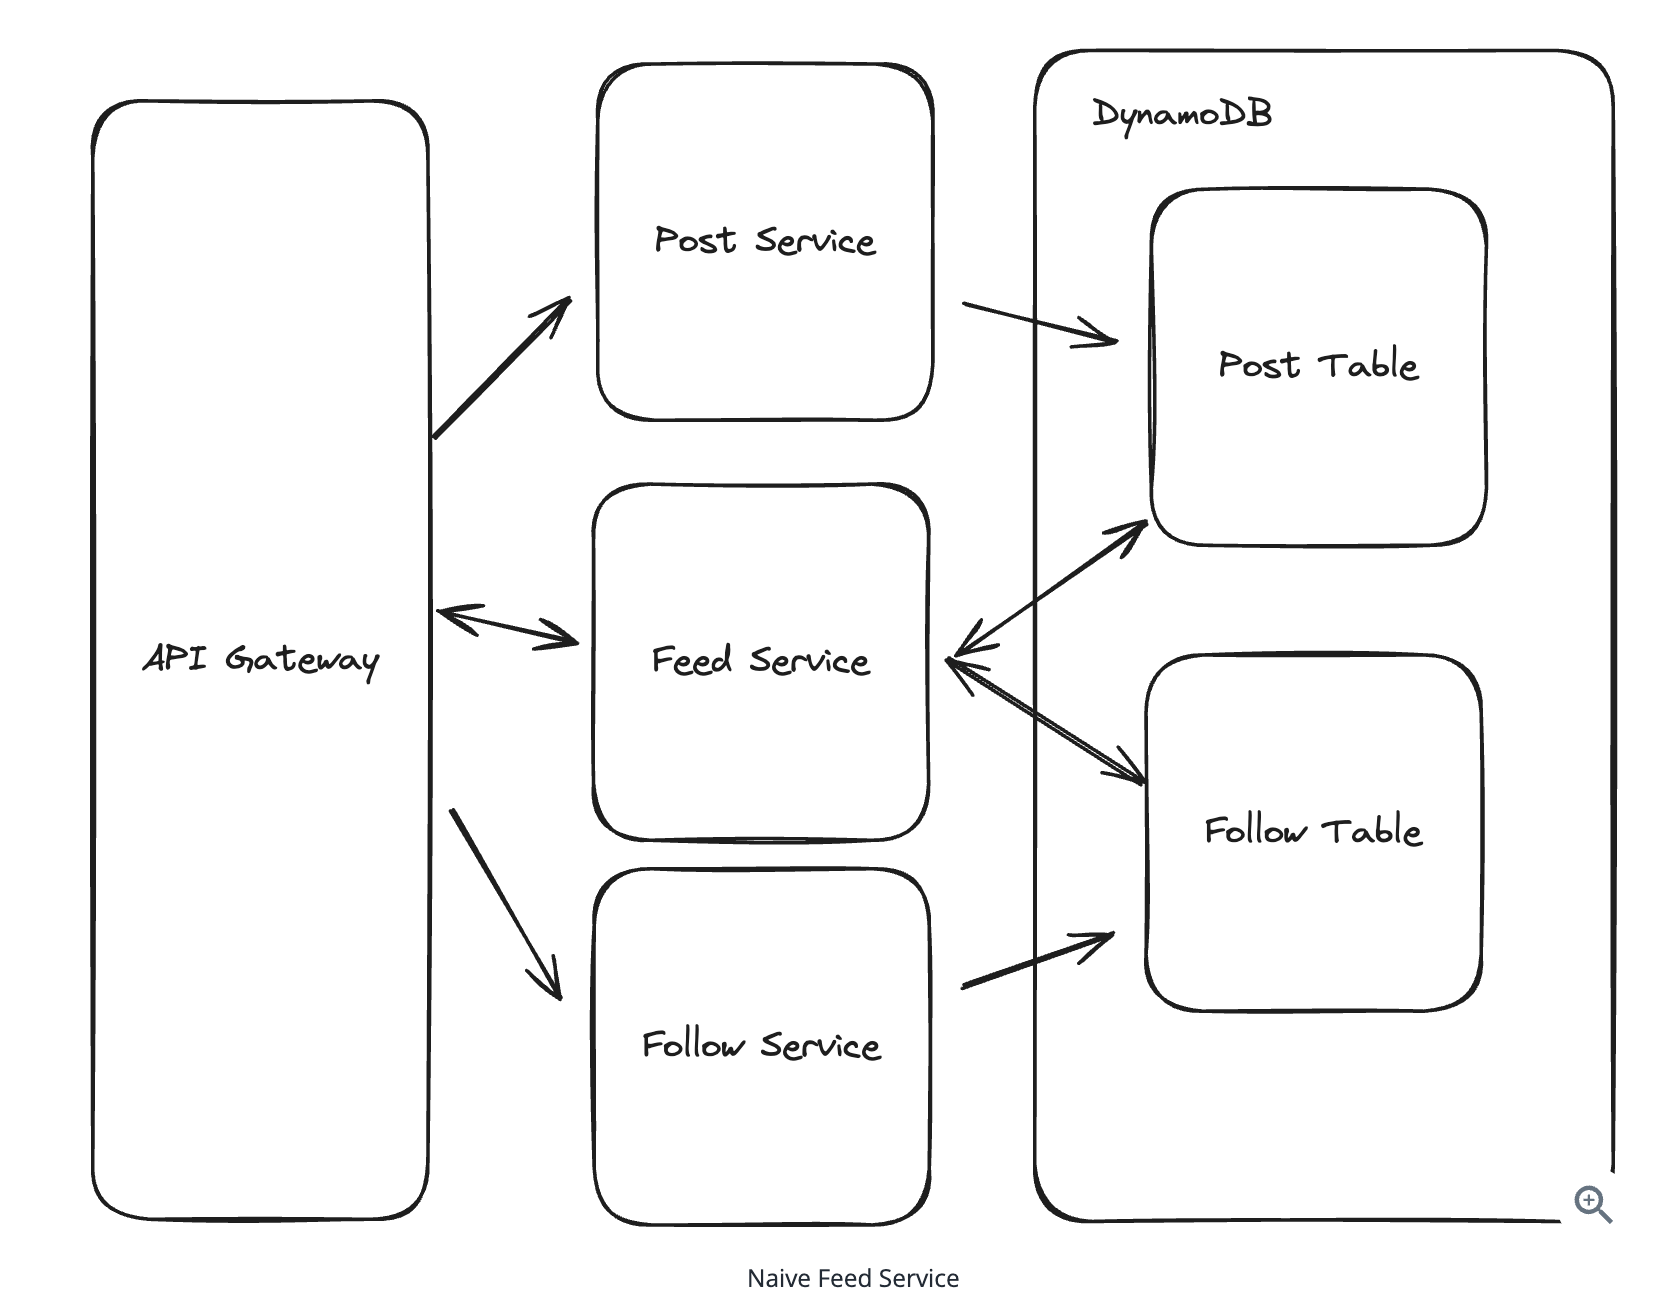 API Gateway
Post Service
Feed Service
Follow Service
DynamoDB
Post Table
Follow Table
Naive Feed Service